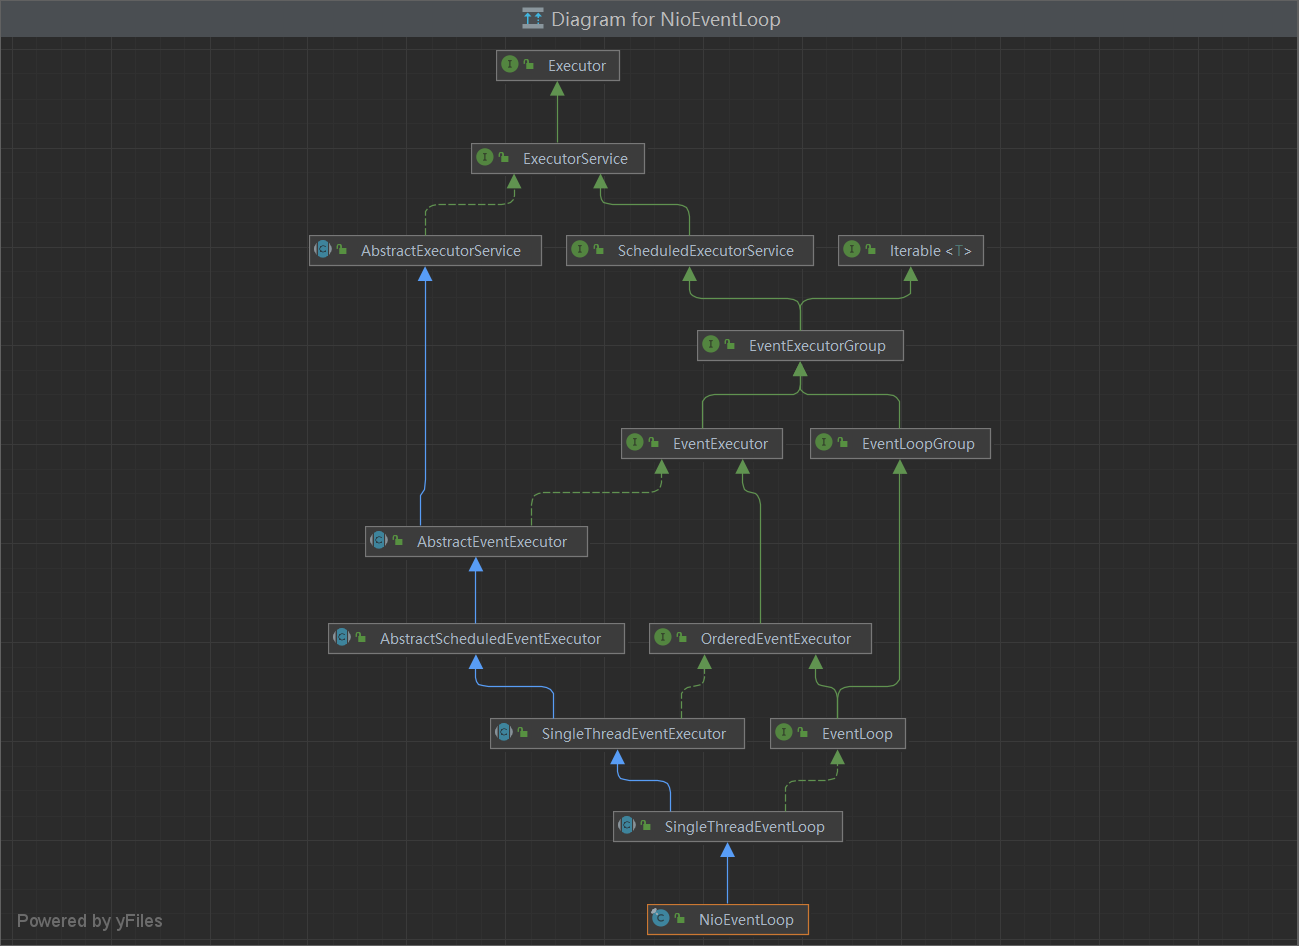 Diagram for NioEventLoop
Executor
ExecutorService
AbstractExecutorService
ScheduledExecutorService
Iterable <T>
EventExecutorGroup
EventExecutor
EventLoopGroup
AbstractEventExecutor
AbstractScheduledEventExecutor
OrderedEventExecutor
SingleThreadEventExecutor
EventLoop
SingleThreadEventLoop
NioEventLoop
Powered by yFiles